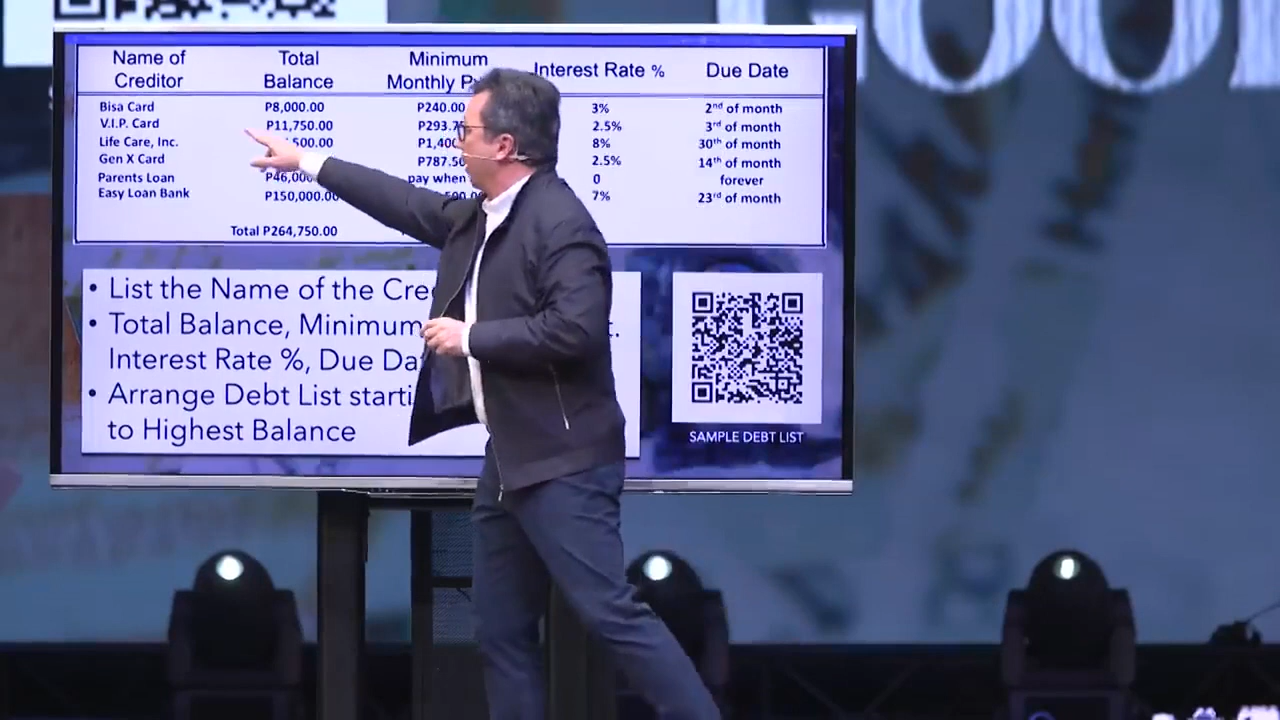 Name of Creditor Total Balance Minimum Monthly Interest Rate % Due Date
Bisa Card P8,000.00 P240.00 3% 2nd of month
V.I.P. Card P11,750.00 2.5% 3rd of month
Life Care, Inc. 8% 30th of month
Gen X Card P787.50 2.5% 14th of month
Parents Loan pay when 0 forever
Easy Loan Bank P150,000.00 7% 23rd of month
Total P264,750.00
• List the Name of the
• Total Balance, Minimum
Interest Rate %, Due
• Arrange Debt List
to Highest Balance
SAMPLE DEBT LIST